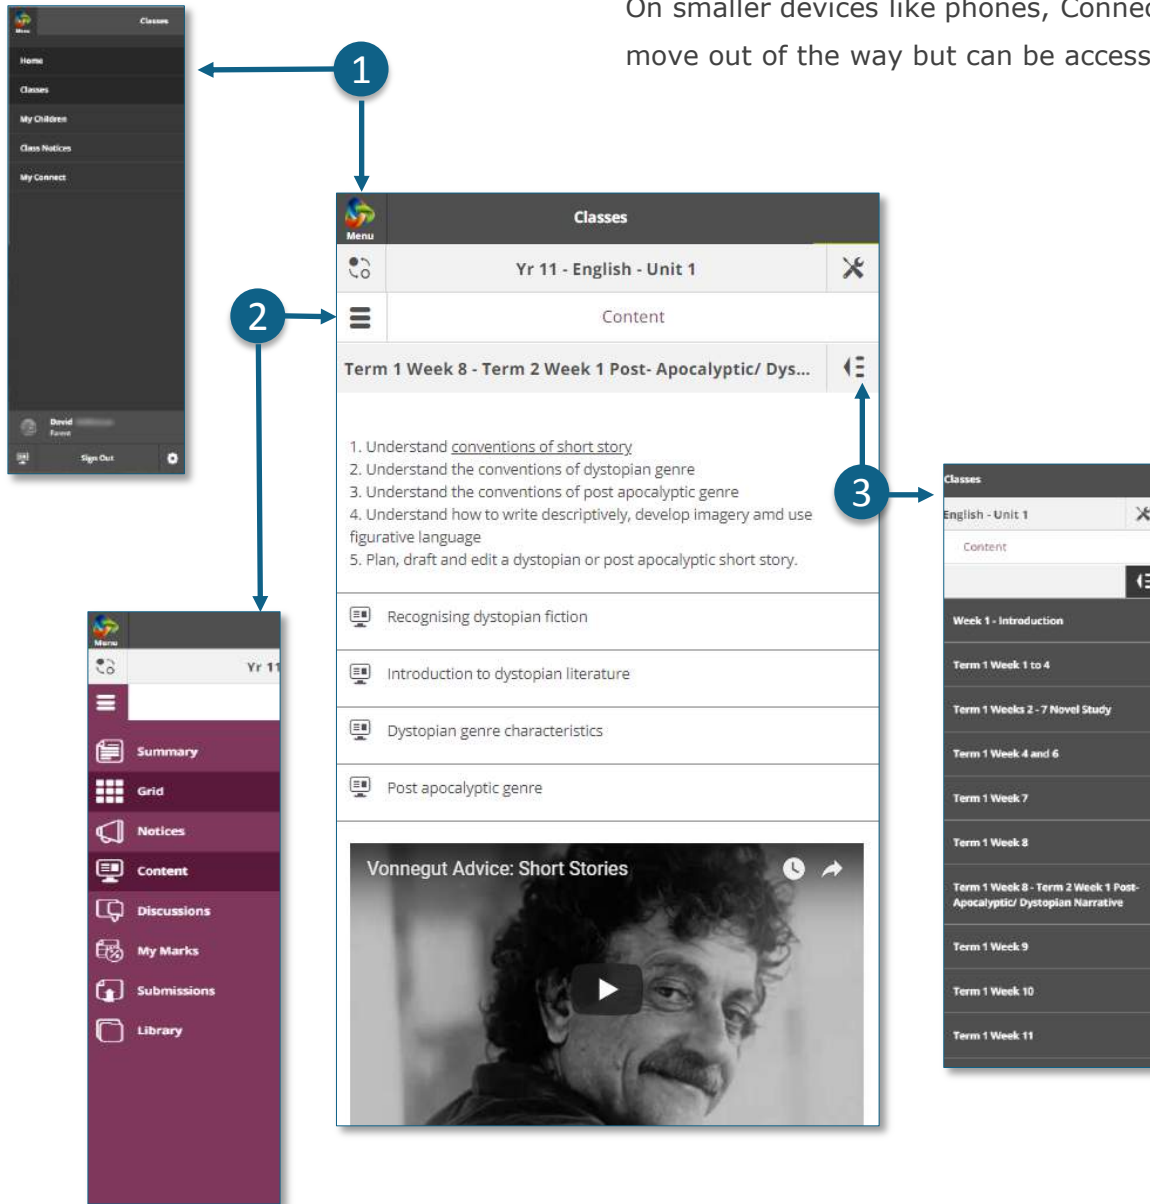 On smaller devices like phones, Connec
move out of the way but can be access
1
Menu
Classes
Home
Classes
My Children
Class Notices
My Connect
David
Parent
Sign Out
Menu
Classes
Yr 11 - English - Unit 1
2
Content
Term 1 Week 8 - Term 2 Week 1 Post- Apocalyptic/ Dys...
1. Understand conventions of short story
2. Understand the conventions of dystopian genre
3. Understand the conventions of post apocalyptic genre
4. Understand how to write descriptively, develop imagery amd use
figurative language
5. Plan, draft and edit a dystopian or post apocalyptic short story.
3
Recognising dystopian fiction
Introduction to dystopian literature
Dystopian genre characteristics
Post apocalyptic genre
Vonnegut Advice: Short Stories
Menu
Yr 11
Summary
Grid
Notices
Content
Discussions
My Marks
Submissions
Library
Classes
English - Unit 1
Content
Week 1 - Introduction
Term 1 Week 1 to 4
Term 1 Weeks 2 - 7 Novel Study
Term 1 Week 4 and 6
Term 1 Week 7
Term 1 Week 8
Term 1 Week 8 - Term 2 Week 1 Post-
Apocalyptic/ Dystopian Narrative
Term 1 Week 9
Term 1 Week 10
Term 1 Week 11